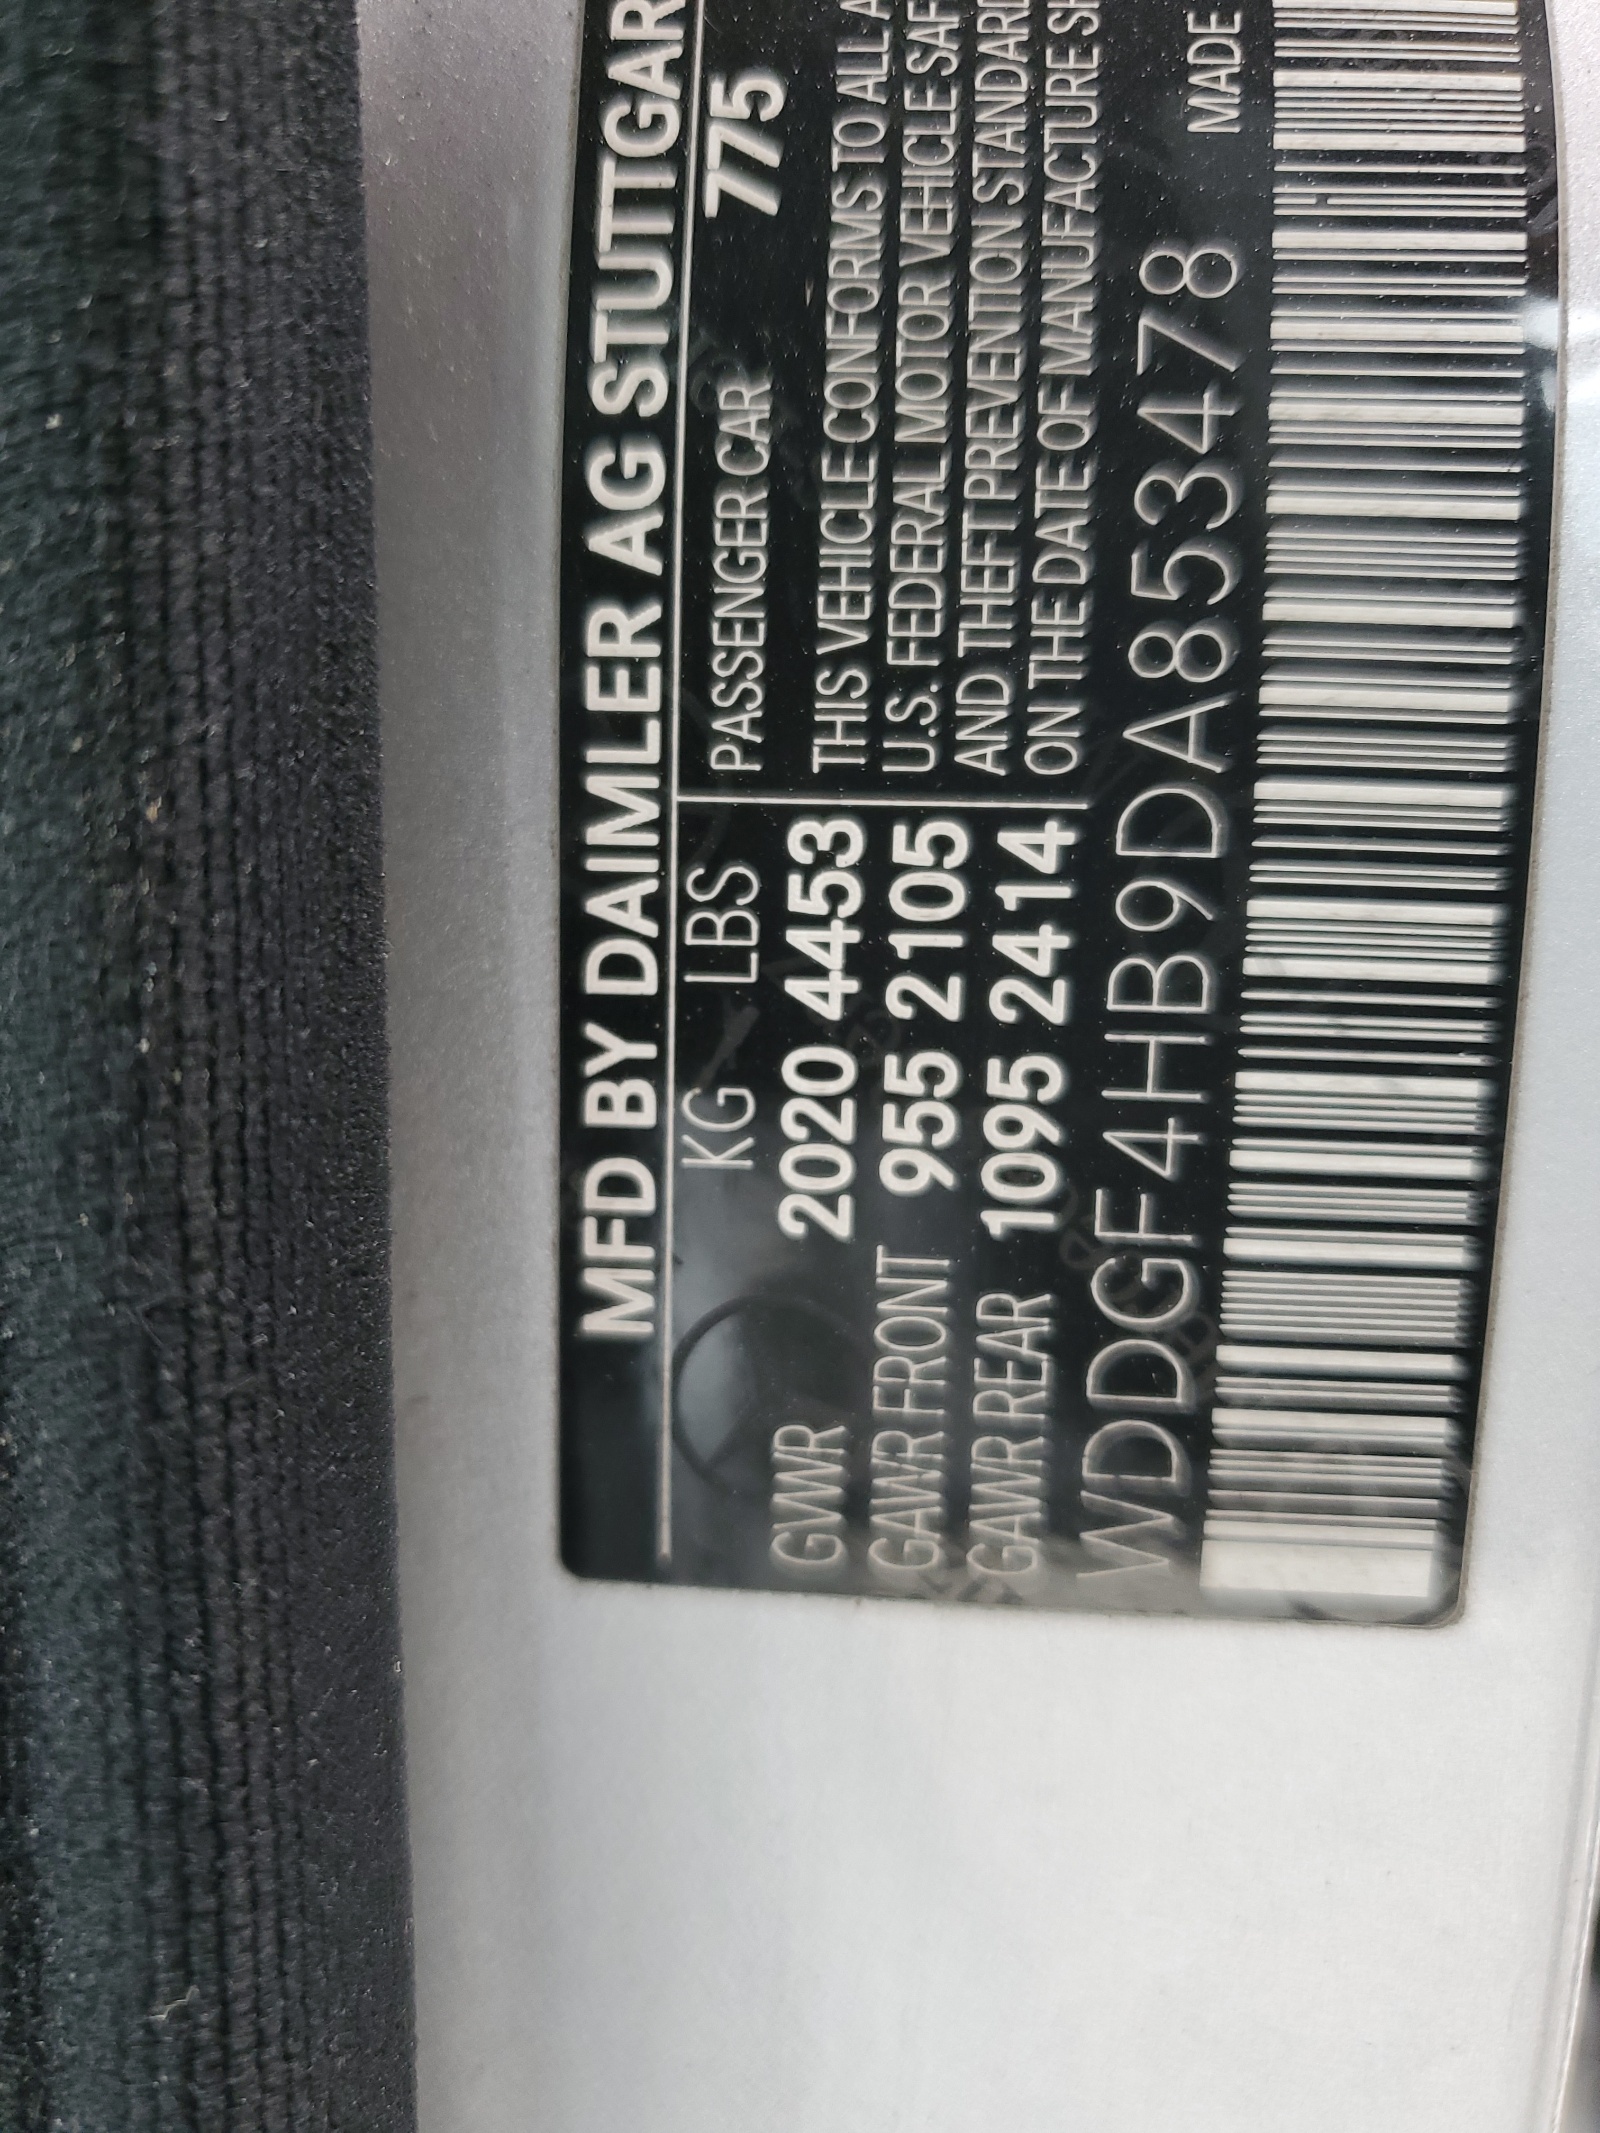 MFD BY DAIMLER AG STUTTGAR
KG LBS
GVWR 2020 4453
GAWR FRONT 955 2105
GAWR REAR 1095 2414
PASSENGER CAR 775
THIS VEHICLE CONFORMS TO ALL A
U.S. FEDERAL MOTOR VEHICLE SAF
AND THEFT PREVENTION STANDARD
ON THE DATE OF MANUFACTURE SH
WDDGF4HB9DA853478
MADE